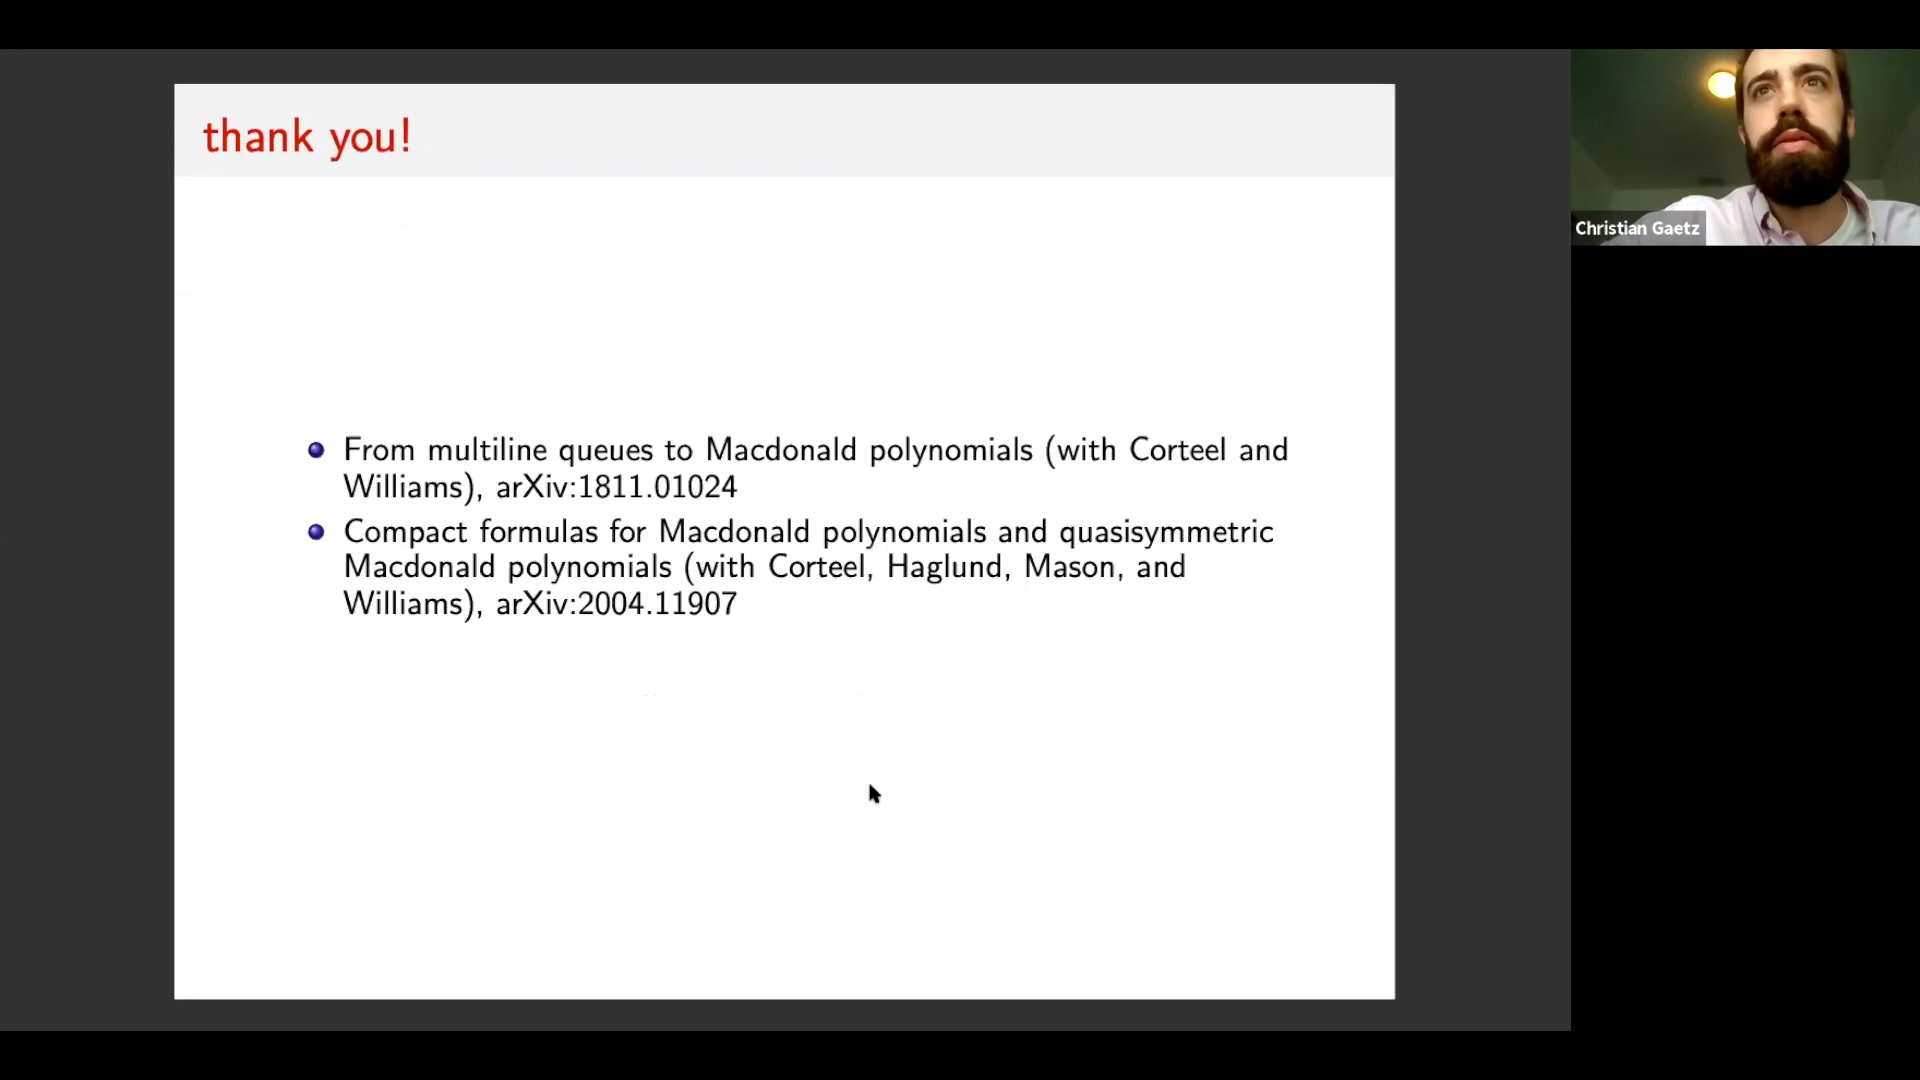 thank you!
From multiline queues to Macdonald polynomials (with Corteel and
Williams), arXiv:1811.01024
Compact formulas for Macdonald polynomials and quasisymmetric
Macdonald polynomials (with Corteel, Haglund, Mason, and
Williams), arXiv:2004.11907
Christian Gaetz